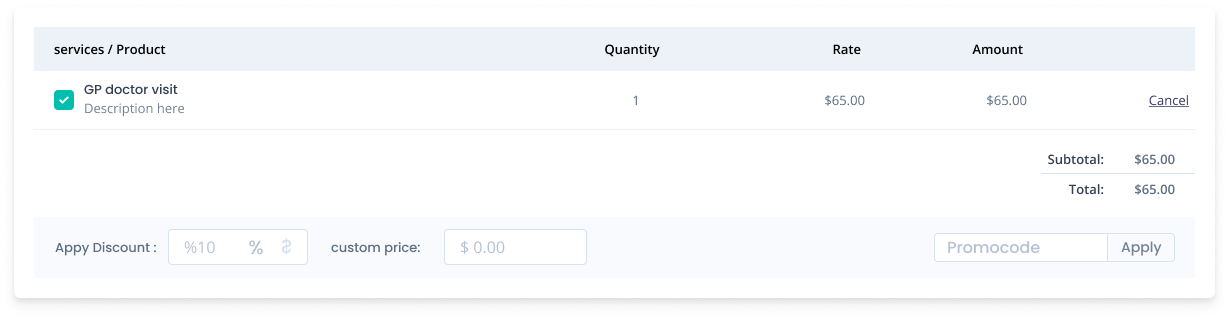 services / Product Quantity Rate Amount
GP doctor visit
Description here
1 $65.00 $65.00 Cancel
Subtotal: $65.00
Total: $65.00
Appy Discount : %10 % $ custom price: $ 0.00 Promocode Apply